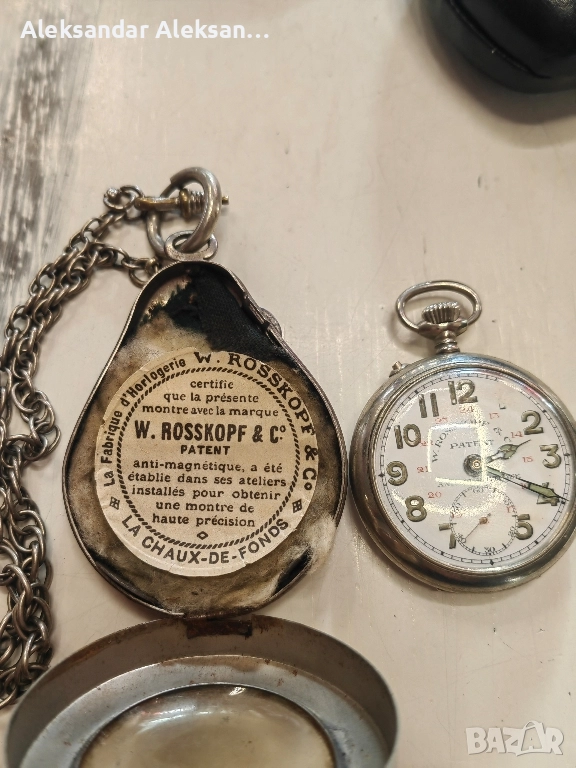 Aleksandar Aleksan...
La Fabrique d'Horlogerie W. ROSSKOPF & Cº
LA CHAUX-DE-FONDS
certifie
que la présente
montre avec la marque
W. ROSSKOPF & Cº
PATENT
anti-magnétique, a été
établie dans ses ateliers
installés pour obtenir
une montre de
haute précision
W. ROSSKOPF & Cº
PATENT
12
2
3
4
5
7
8
9
10
11
BAZAR